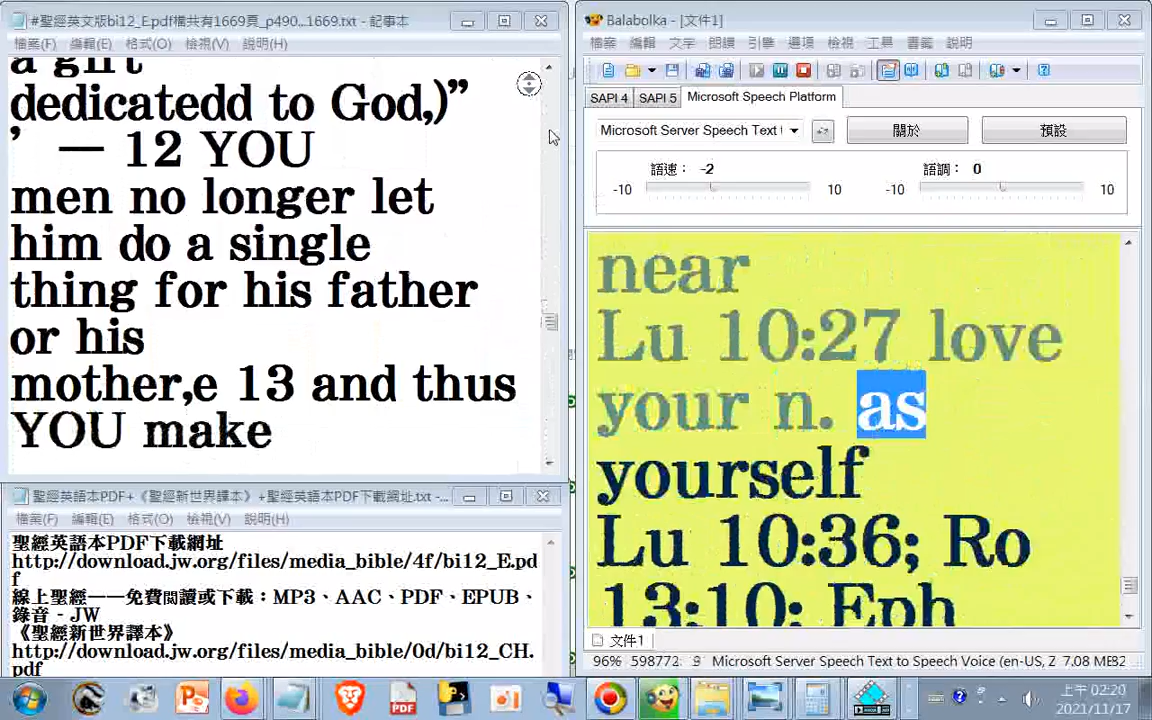 #聖經英文版bi12_E.pdf橫共有1669頁_p490...1669.txt - 記事本
檔案(F) 編輯(E) 格式(O) 檢視(V) 說明(H)
a gift
dedicatedd to God,)”
’ — 12 YOU
men no longer let
him do a single
thing for his father
or his
mother,e 13 and thus
YOU make
聖經英語本PDF+《聖經新世界譯本》+聖經英語本PDF下載網址.txt -...
檔案(F) 編輯(E) 格式(O) 檢視(V) 說明(H)
聖經英語本PDF下載網址
http://download.jw.org/files/media_bible/4f/bi12_E.pd
f
線上聖經——免費閱讀或下載：MP3、AAC、PDF、EPUB、
錄音 - JW
《聖經新世界譯本》
http://download.jw.org/files/media_bible/0d/bi12_CH.
pdf
Balabolka - [文件1]
檔案 編輯 文字 朗讀 引擎 選項 檢視 工具 書籤 說明
SAPI 4 SAPI 5 Microsoft Speech Platform
Microsoft Server Speech Text 關於 預設
語速： -2 語調： 0
-10 10 -10 10
near
Lu 10:27 love
your n. as
yourself
Lu 10:36; Ro
13:10; Eph
文件1
96% 598772 Microsoft Server Speech Text to Speech Voice (en-US, Z 7.08 MB
PDF
上午 02:20
2021/11/17